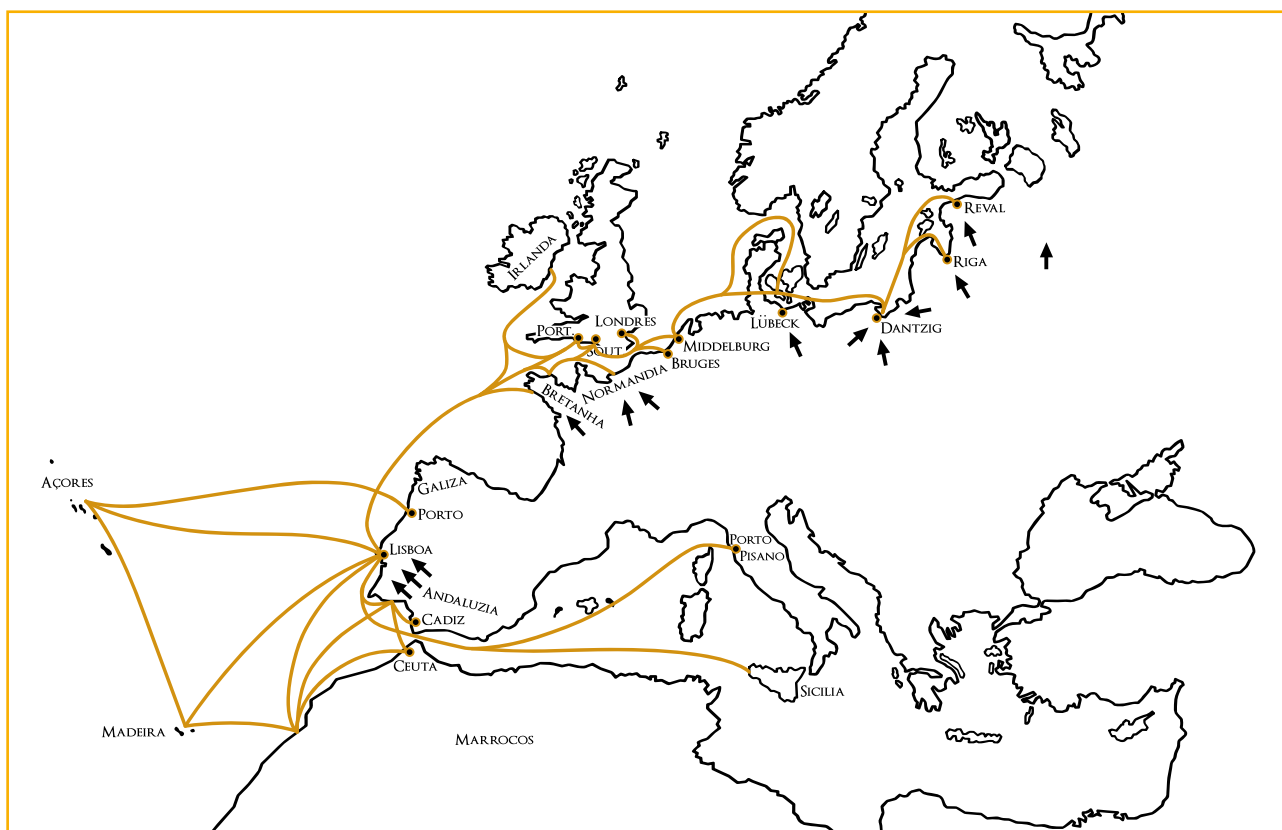 Reval
Irlanda
Riga
Lübeck
Dantzig
Londres
Port.
Sout
Middelburg
Bruges
Normandia
Bretanha
Galiza
Açores
Porto
Lisboa
Porto
Pisano
Andaluzia
Cadiz
Ceuta
Sicilia
Madeira
Marrocos